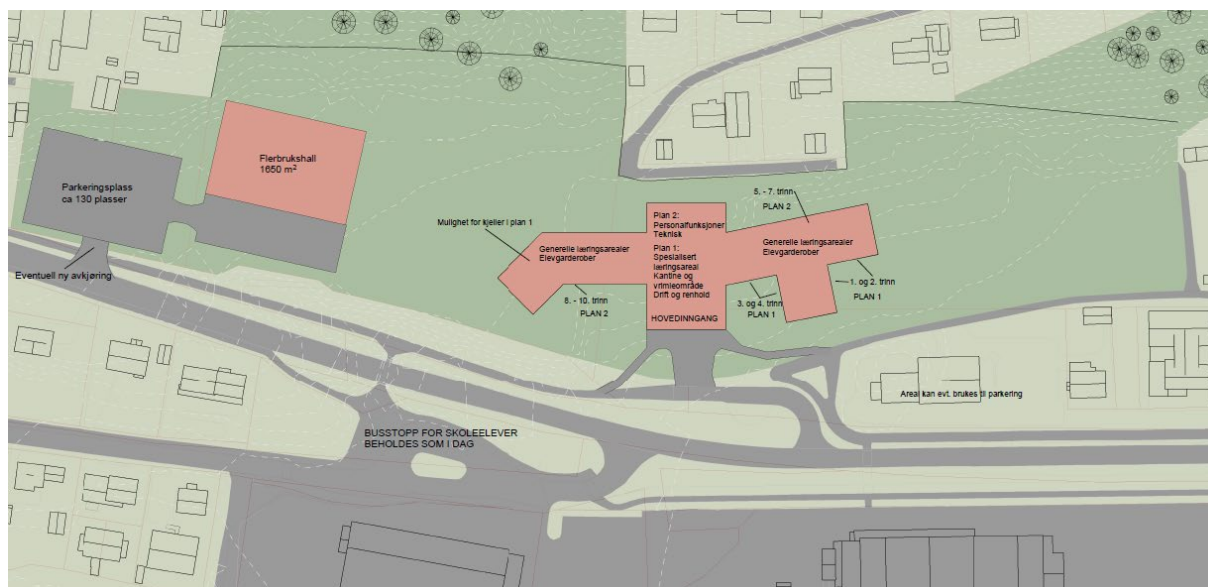 Flerbrukshall
1650 m²
Parkeringsplass
ca 130 plasser
Eventuell ny avkjøring
Mulighet for kjeller i plan 1
Generelle læringsarealer
Elevgarderober
8. - 10. trinn
PLAN 2
Plan 2:
Personalfunksjoner
Teknisk
Plan 1:
Spesialisert
læringsareal
Kantine og
vrimleområde
Drift og renhold
HOVEDINNGANG
5. - 7. trinn
PLAN 2
Generelle læringsarealer
Elevgarderober
1. og 2. trinn
PLAN 1
3. og 4. trinn
PLAN 1
Areal kan evt. brukes til parkering
BUSSTOPP FOR SKOLEELEVER
BEHOLDES SOM I DAG